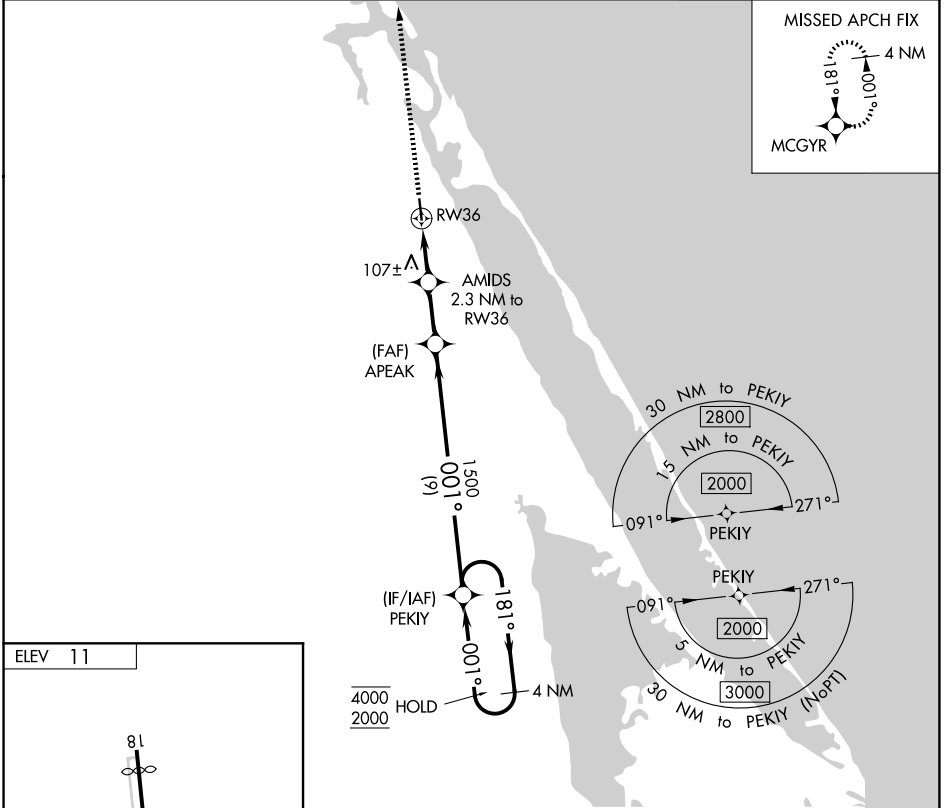 MISSED APCH FIX
4 NM
181°
001°
MCGYR
RW36
107±
AMIDS
2.3 NM to
RW36
(FAF)
APEAK
1500
001°
(9)
30 NM to PEKIY
2800
15 NM to PEKIY
2000
091°
271°
PEKIY
(IF/IAF)
PEKIY
181°
001°
4000
2000
HOLD
4 NM
PEKIY
091°
271°
2000
5 NM to PEKIY
3000
30 NM to PEKIY (NoPT)
ELEV 11
18